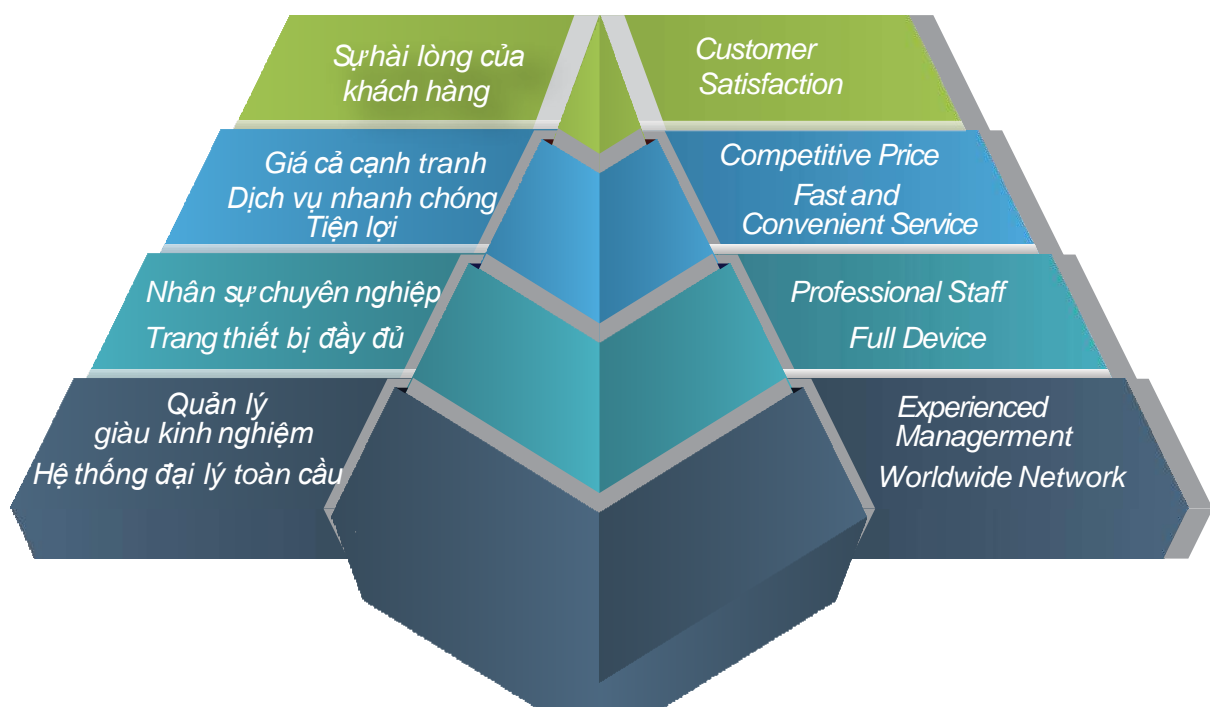 Sự hài lòng của
khách hàng
Customer
Satisfaction
Giá cả cạnh tranh
Dịch vụ nhanh chóng
Tiện lợi
Competitive Price
Fast and
Convenient Service
Nhân sự chuyên nghiệp
Trang thiết bị đầy đủ
Professional Staff
Full Device
Quản lý
giàu kinh nghiệm
Hệ thống đại lý toàn cầu
Experienced
Managerment
Worldwide Network